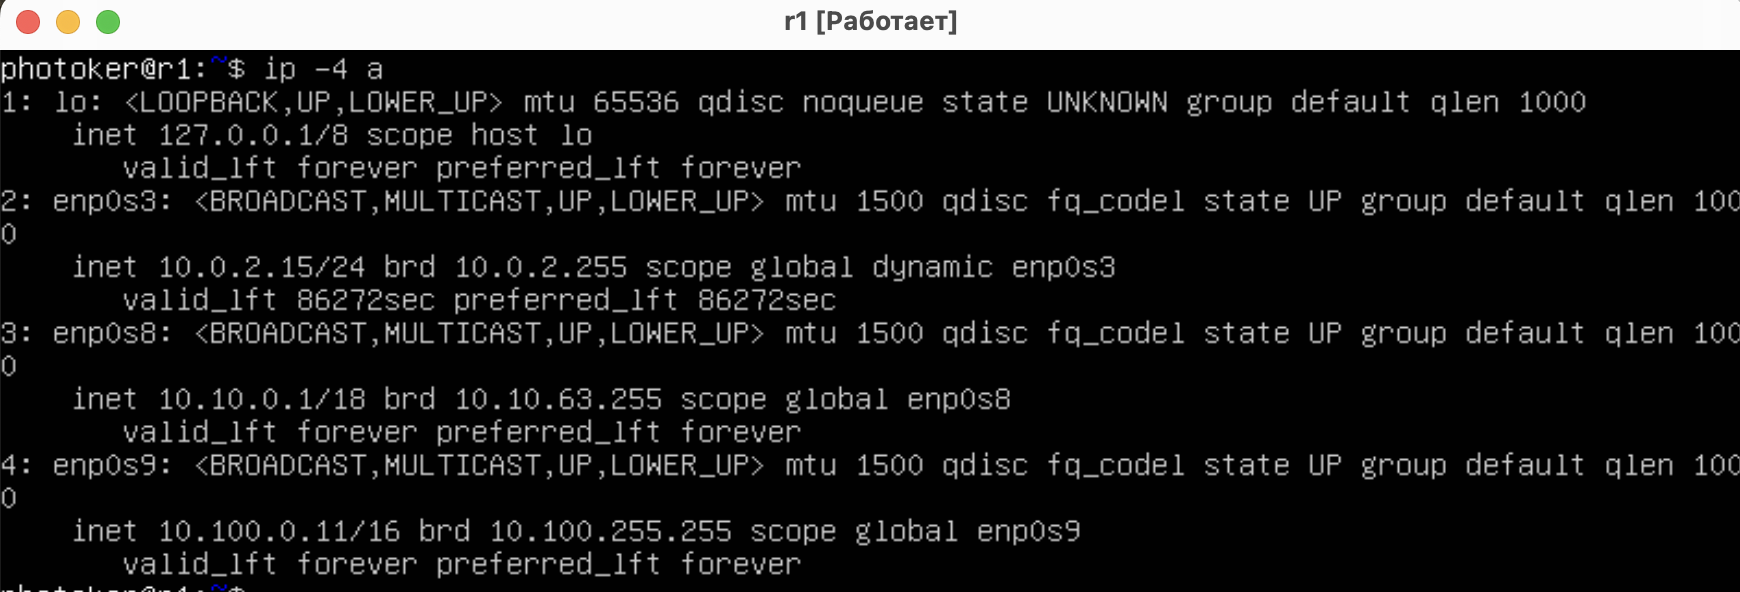 r1 [Работает]
photoker@r1:~$ ip -4 a
1: lo: <LOOPBACK,UP,LOWER_UP> mtu 65536 qdisc noqueue state UNKNOWN group default qlen 1000
    inet 127.0.0.1/8 scope host lo
       valid_lft forever preferred_lft forever
2: enp0s3: <BROADCAST,MULTICAST,UP,LOWER_UP> mtu 1500 qdisc fq_codel state UP group default qlen 100
0
    inet 10.0.2.15/24 brd 10.0.2.255 scope global dynamic enp0s3
       valid_lft 86272sec preferred_lft 86272sec
3: enp0s8: <BROADCAST,MULTICAST,UP,LOWER_UP> mtu 1500 qdisc fq_codel state UP group default qlen 100
0
    inet 10.10.0.1/18 brd 10.10.63.255 scope global enp0s8
       valid_lft forever preferred_lft forever
4: enp0s9: <BROADCAST,MULTICAST,UP,LOWER_UP> mtu 1500 qdisc fq_codel state UP group default qlen 100
0
    inet 10.100.0.11/16 brd 10.100.255.255 scope global enp0s9
       valid_lft forever preferred_lft forever
photoker@r1:~$